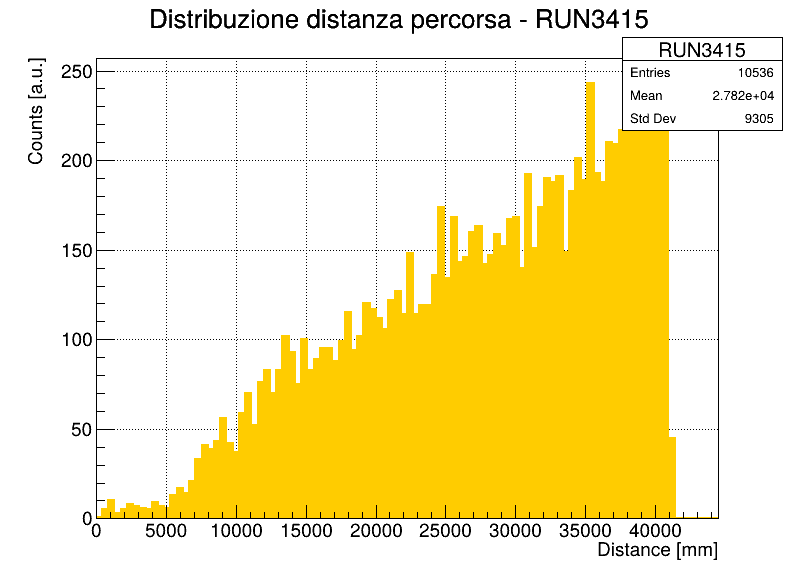 Distribuzione distanza percorsa - RUN3415
RUN3415
Entries 10536
Mean 2.782e+04
Std Dev 9305
Counts [a.u.]
250
200
150
100
50
0
0 5000 10000 15000 20000 25000 30000 35000 40000
Distance [mm]